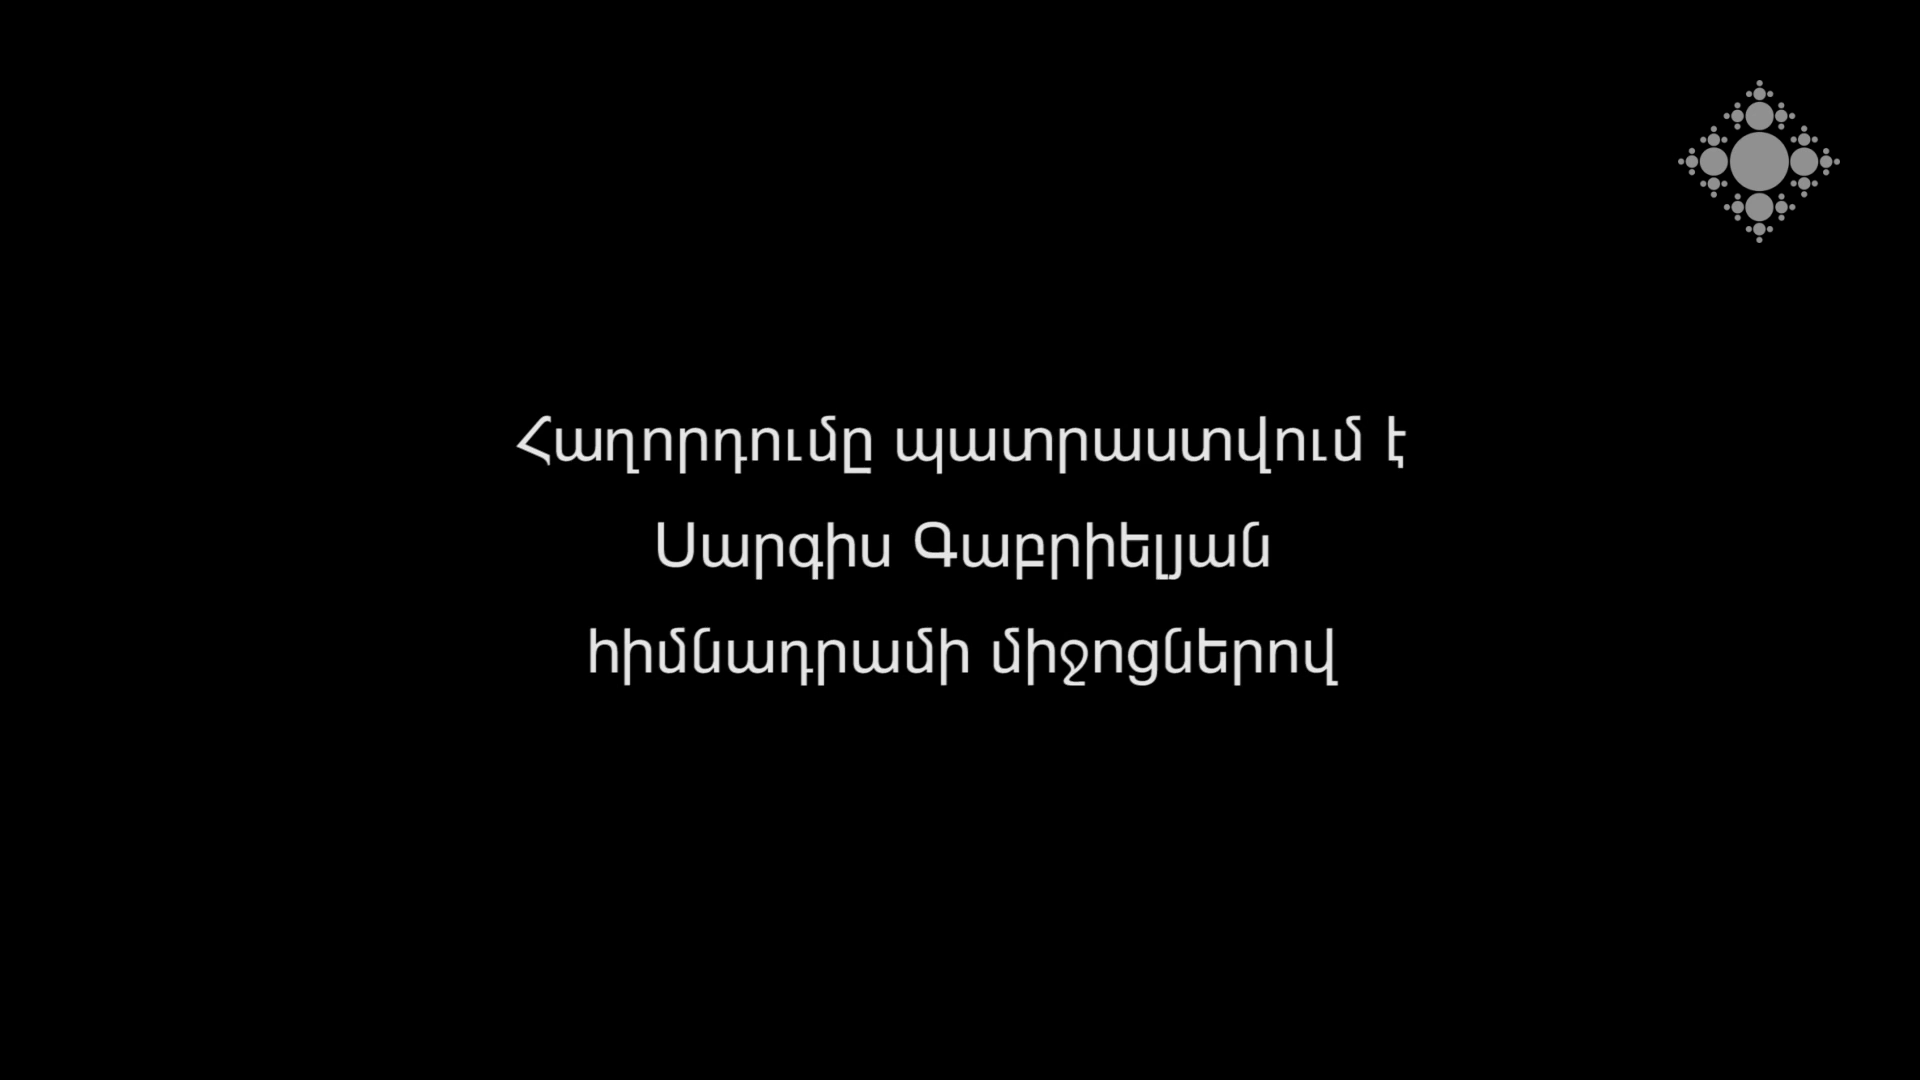 Հաղորդումը պատրաստվում է
Սարգիս Գաբրիելյան
հիմնադրամի միջոցներով